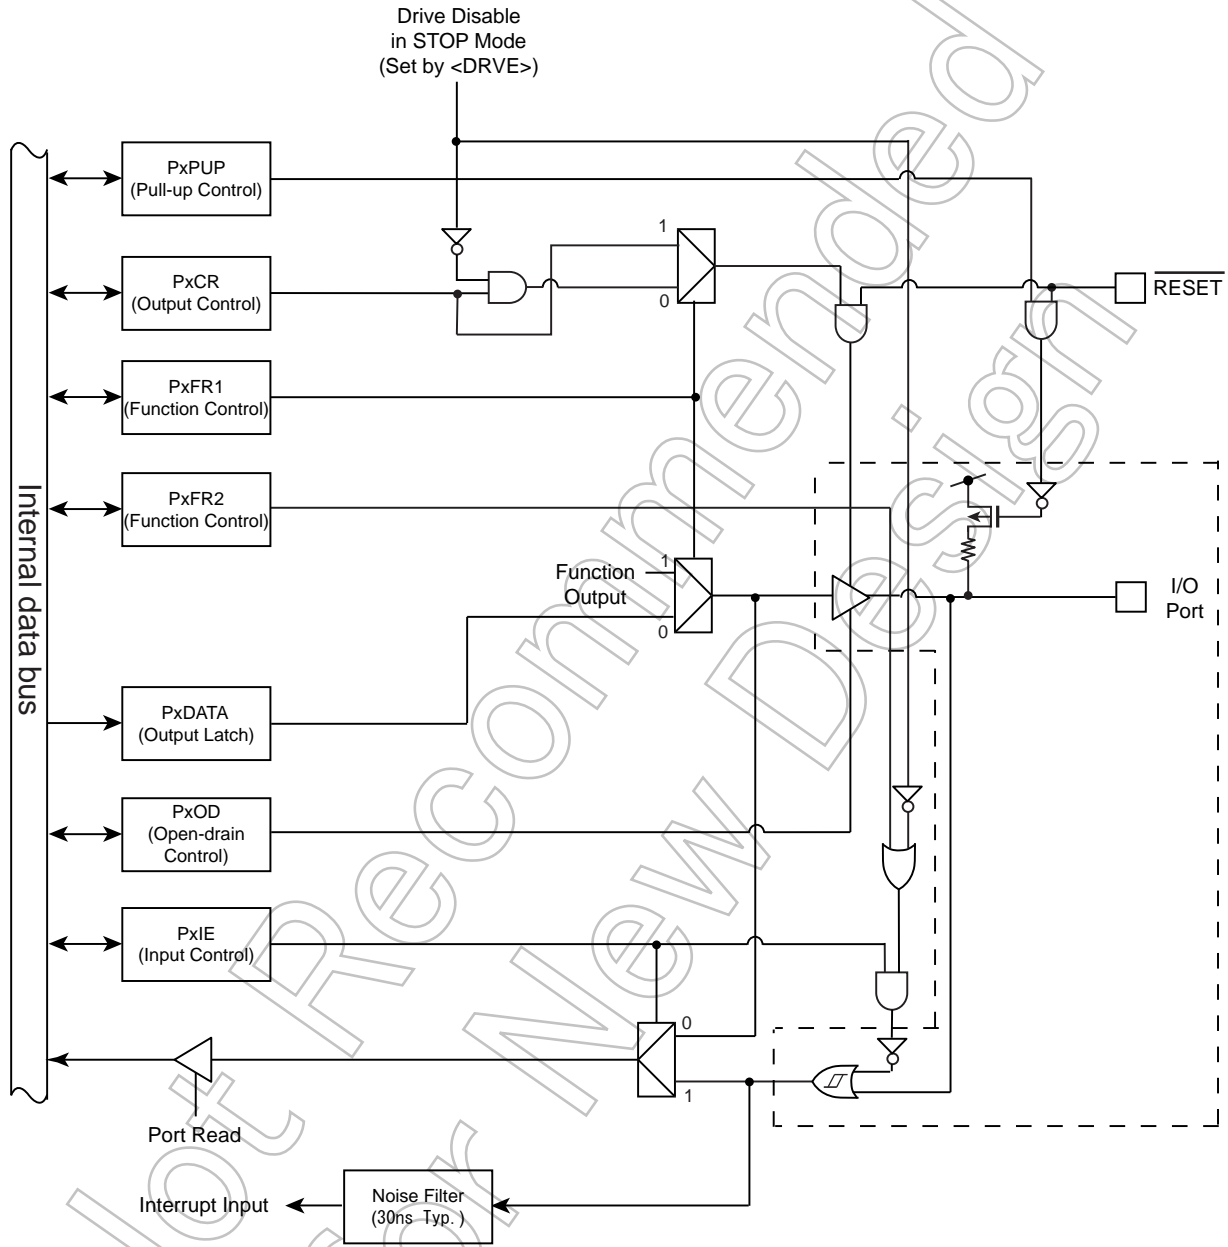 Drive Disable
in STOP Mode
(Set by <DRVE>)
PxPUP
(Pull-up Control)
1
PxCR
(Output Control)
0
RESET
PxFR1
(Function Control)
Internal data bus
PxFR2
(Function Control)
1
Function
Output
0
I/O
Port
PxDATA
(Output Latch)
PxOD
(Open-drain
Control)
PxIE
(Input Control)
0
1
Port Read
Interrupt Input
Noise Filter
(30ns Typ.)
Not Recommended
for New Design